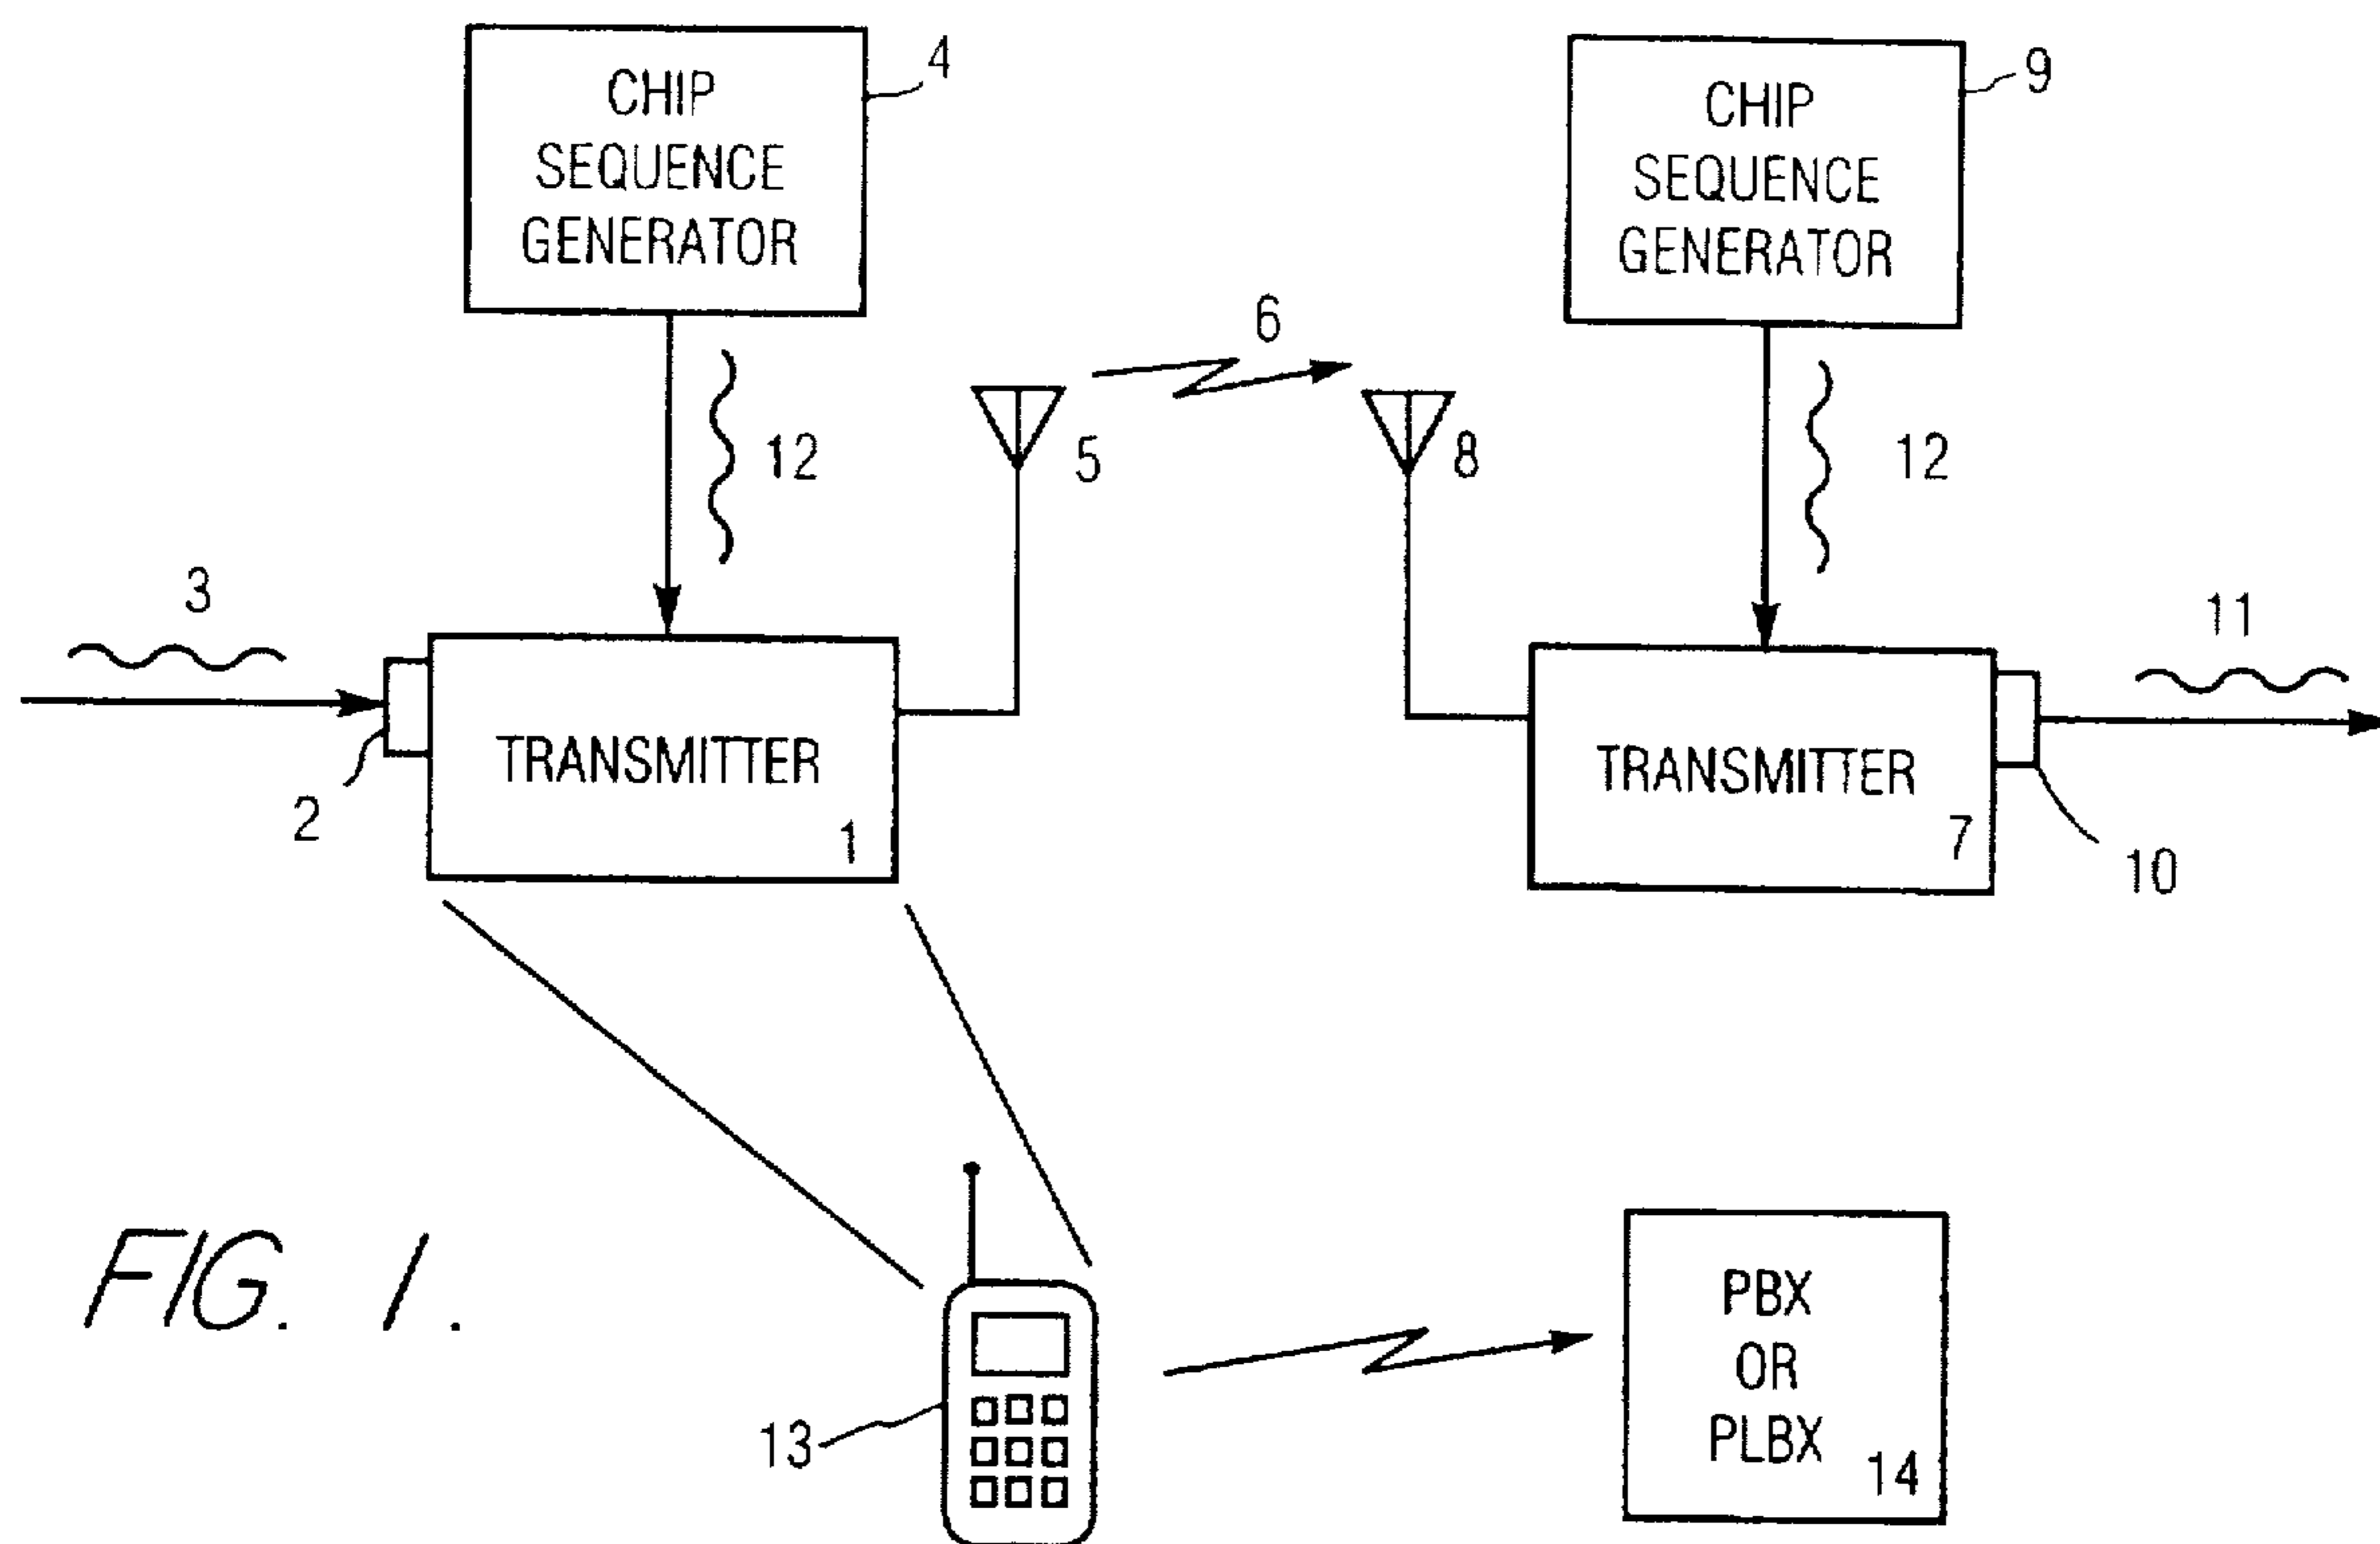 CHIP
SEQUENCE
GENERATOR
4
CHIP
SEQUENCE
GENERATOR
9
6
12
5
8
12
3
11
TRANSMITTER
1
2
TRANSMITTER
7
10
FIG. 1.
13
PBX
OR
PLBX
14